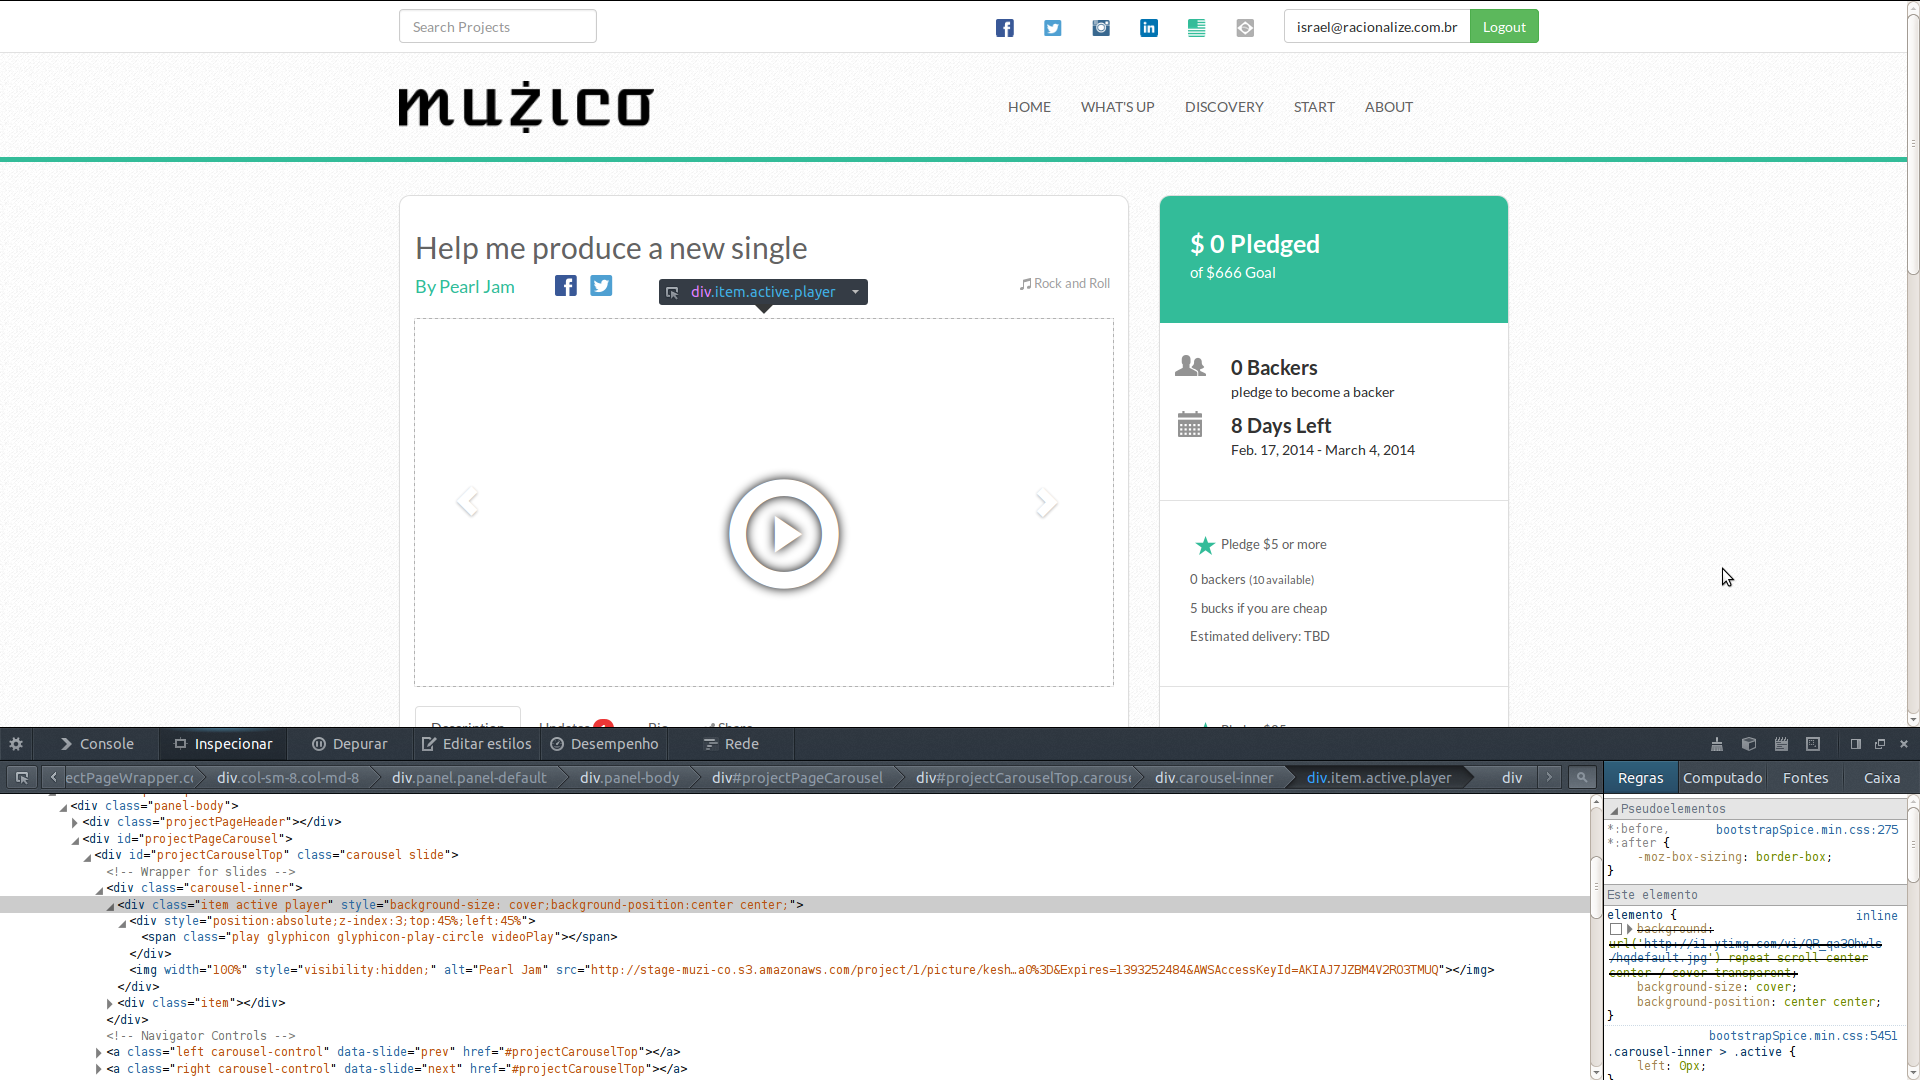 Search Projects
israel@racionalize.com.br Logout
mużico
HOME WHAT'S UP DISCOVERY START ABOUT
Help me produce a new single
By Pearl Jam
Rock and Roll
div.item.active.player
$ 0 Pledged
of $666 Goal
0 Backers
pledge to become a backer
8 Days Left
Feb. 17, 2014 - March 4, 2014
Pledge $5 or more
0 backers (10 available)
5 bucks if you are cheap
Estimated delivery: TBD
Description Updates Bio Share
Console Inspecionar Depurar Editar estilos Desempenho Rede
ectPageWrapper.cc div.col-sm-8.col-md-8 div.panel.panel-default div.panel-body div#projectPageCarousel div#projectCarouselTop.carouse div.carousel-inner div.item.active.player div
Regras Computado Fontes Caixa
<div class="panel-body">
<div class="projectPageHeader"></div>
<div id="projectPageCarousel">
<div id="projectCarouselTop" class="carousel slide">
<!-- Wrapper for slides -->
<div class="carousel-inner">
<div class="item active player" style="background-size: cover;background-position:center center;">
<div style="position:absolute;z-index:3;top:45%;left:45%">
<span class="play glyphicon glyphicon-play-circle videoPlay"></span>
</div>
<img width="100%" style="visibility:hidden;" alt="Pearl Jam" src="http://stage-muzi-co.s3.amazonaws.com/project/1/picture/kesh…a0%3D&Expires=1393252484&AWSAccessKeyId=AKIAJ7JZBM4V2RO3TMUQ"></img>
</div>
<div class="item"></div>
</div>
<!-- Navigator Controls -->
<a class="left carousel-control" data-slide="prev" href="#projectCarouselTop"></a>
<a class="right carousel-control" data-slide="next" href="#projectCarouselTop"></a>
Pseudoelementos
*:before, bootstrapSpice.min.css:275
*:after {
-moz-box-sizing: border-box;
}
Este elemento
elemento { inline
background:
url('http://i1.ytimg.com/vi/QR_qa3Ohwls
/hqdefault.jpg') repeat scroll center
center / cover transparent;
background-size: cover;
background-position: center center;
}
bootstrapSpice.min.css:5451
.carousel-inner > .active {
left: 0px;